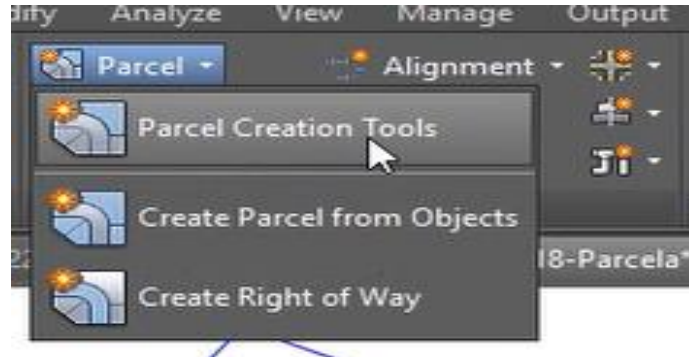 Analyze View Manage Output
Parcel Alignment
Parcel Creation Tools
Create Parcel from Objects
18-Parcela*
Create Right of Way